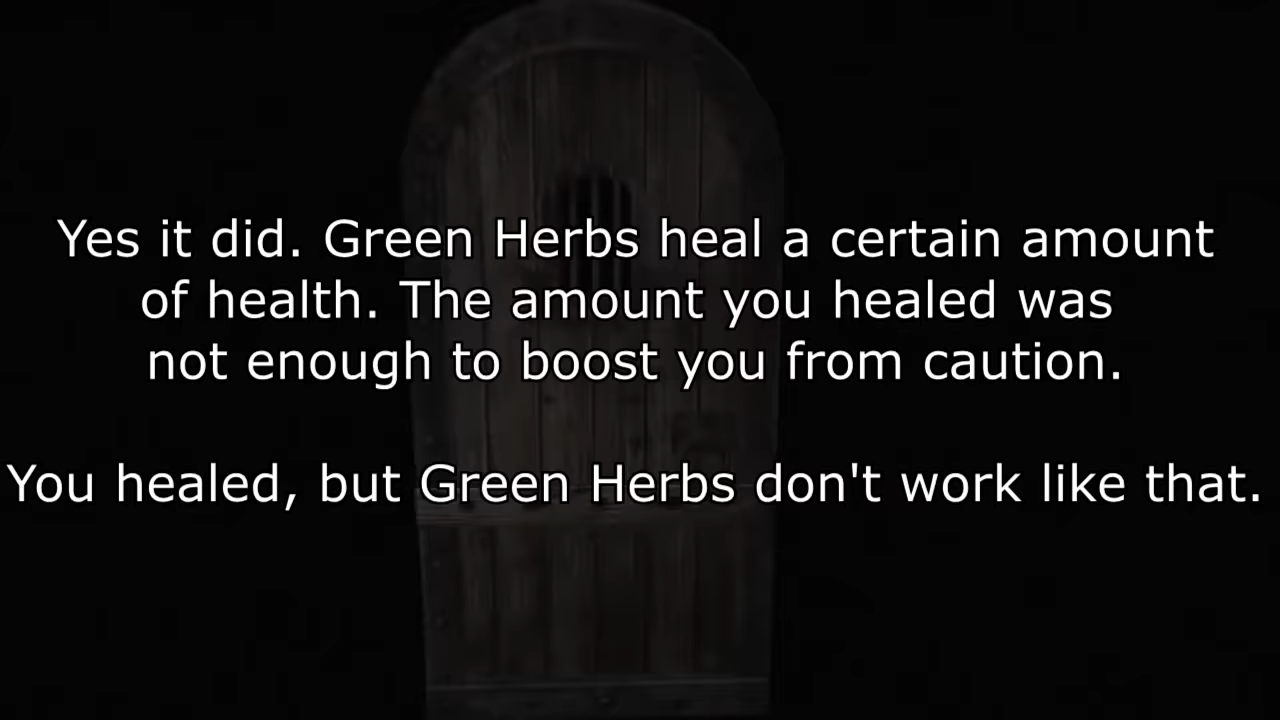 Yes it did. Green Herbs heal a certain amount
of health. The amount you healed was
not enough to boost you from caution.
You healed, but Green Herbs don't work like that.